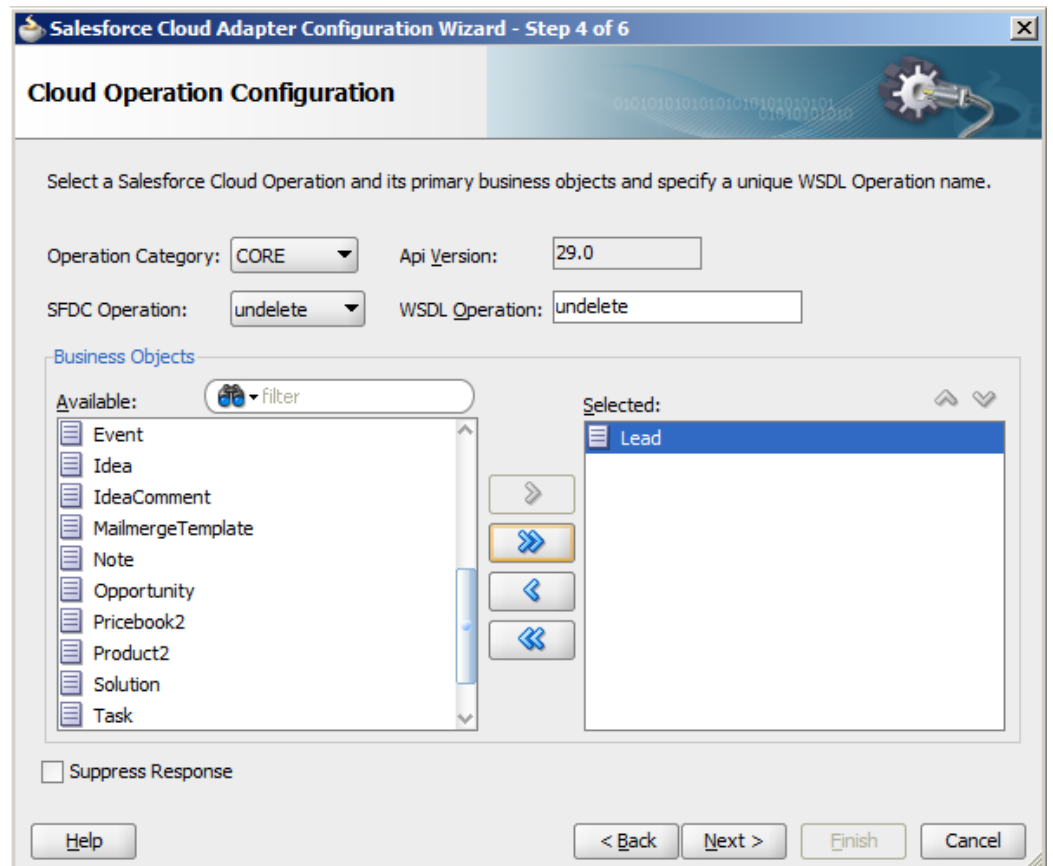 Salesforce Cloud Adapter Configuration Wizard - Step 4 of 6
Cloud Operation Configuration
Select a Salesforce Cloud Operation and its primary business objects and specify a unique WSDL Operation name.
Operation Category: CORE Api Version: 29.0
SFDC Operation: undelete WSDL Operation: undelete
Business Objects
Available: filter Selected:
Event
Lead
Idea
IdeaComment
MailmergeTemplate
Note
Opportunity
Pricebook2
Product2
Solution
Task
Suppress Response
Help < Back Next > Finish Cancel